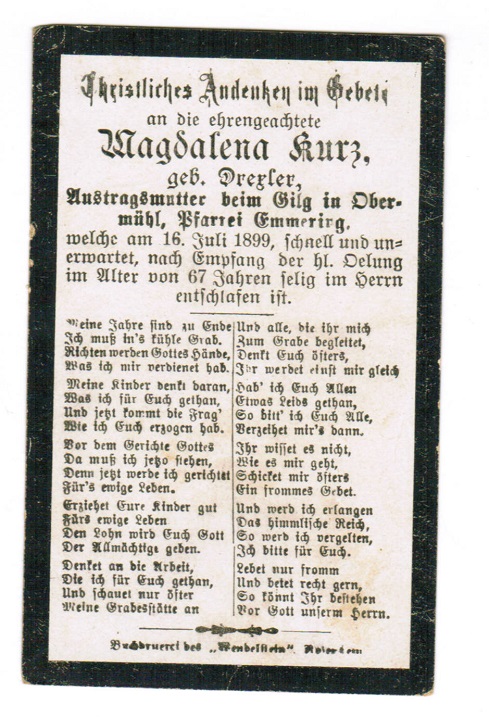 Christliches Andenken im Gebete
an die ehrengeachtete
Magdalena Kurz,
geb. Drexler,
Austragsmutter beim Gilg in Ober-
mühl, Pfarrei Emmering,
welche am 16. Juli 1899, schnell und un-
erwartet, nach Empfang der hl. Oelung
im Alter von 67 Jahren selig im Herrn
entschlafen ist.
Meine Jahre sind zu Ende
Ich muß in's kühle Grab.
Richten werden Gottes Hände,
Was ich mir verdienet hab.
Meine Kinder denkt daran,
Was ich für Euch gethan,
Und jetzt kommt die Frag'
Wie ich Euch erzogen hab.
Vor dem Gerichte Gottes
Da muß ich jetzo stehen,
Denn jetzt werde ich gerichtet
Für's ewige Leben.
Erziehet Eure Kinder gut
Fürs ewige Leben
Den Lohn wird Euch Gott
Der Allmächtige geben.
Denket an die Arbeit,
Die ich für Euch gethan,
Und schauet nur öfter
Meine Grabesstätte an
Und alle, die ihr mich
Zum Grabe begleitet,
Denkt Euch öfters,
Ihr werdet einst mir gleich
Hab' ich Euch Allen
Etwas Leids gethan,
So bitt' ich Euch Alle,
Verzeihet mir's dann.
Ihr wisset es nicht,
Wie es mir geht,
Schicket mir öfters
Ein frommes Gebet.
Und werd ich erlangen
Das himmlische Reich,
So werd ich vergelten,
Ich bitte für Euch.
Lebet nur fromm
Und betet recht gern,
So könnt Ihr bestehen
Vor Gott unserm Herrn.
Buchdruckerei des „Wendelstein“, Rosenheim